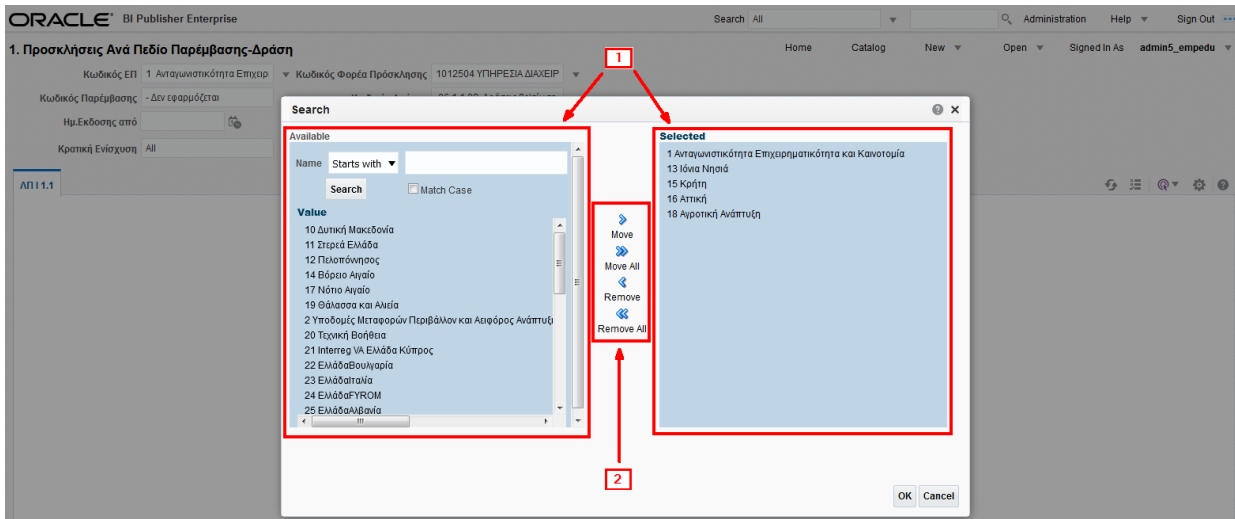 ORACLE BI Publisher Enterprise
Search All
Administration Help Sign Out
1. Προσκλήσεις Ανά Πεδίο Παρέμβασης-Δράση
Home Catalog New Open Signed In As admin5_empedu
Κωδικός ΕΠ 1 Ανταγωνιστικότητα Επιχειρ
Κωδικός Φορέα Πρόσκλησης 1012504 ΥΠΗΡΕΣΙΑ ΔΙΑΧΕΙΡ
Κωδικός Παρέμβασης - Δεν εφαρμόζεται
Ημ.Εκδοσης από
Κρατική Ενίσχυση All
ΛΠ Ι 1.1
1
Search
Available
Name Starts with
Search Match Case
Value
10 Δυτική Μακεδονία
11 Στερεά Ελλάδα
12 Πελοπόννησος
14 Βόρειο Αιγαίο
17 Νότιο Αιγαίο
19 Θάλασσα και Αλιεία
2 Υποδομές Μεταφορών Περιβάλλον και Αειφόρος Ανάπτυξη
20 Τεχνική Βοήθεια
21 Interreg VA Ελλάδα Κύπρος
22 ΕλλάδαΒουλγαρία
23 ΕλλάδαΙταλία
24 ΕλλάδαFYROM
25 ΕλλάδαΑλβανία
Move
Move All
Remove
Remove All
2
Selected
1 Ανταγωνιστικότητα Επιχειρηματικότητα και Καινοτομία
13 Ιόνια Νησιά
15 Κρήτη
16 Αττική
18 Αγροτική Ανάπτυξη
OK Cancel